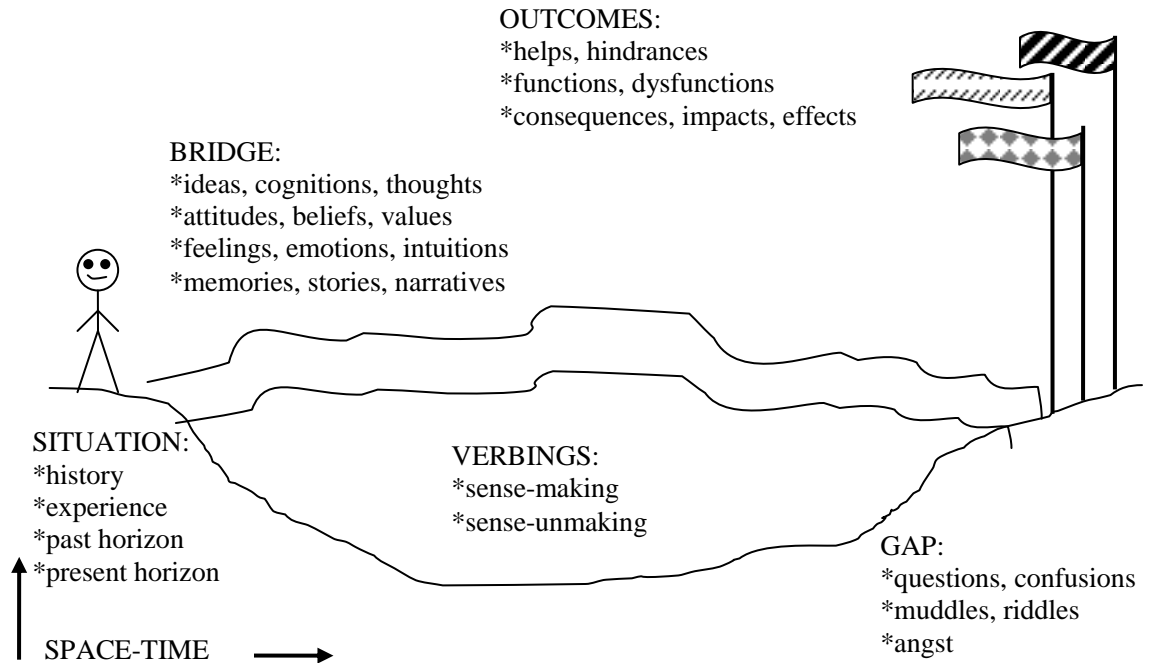 OUTCOMES:
*helps, hindrances
*functions, dysfunctions
*consequences, impacts, effects
BRIDGE:
*ideas, cognitions, thoughts
*attitudes, beliefs, values
*feelings, emotions, intuitions
*memories, stories, narratives
SITUATION:
*history
*experience
*past horizon
*present horizon
VERBINGS:
*sense-making
*sense-unmaking
GAP:
*questions, confusions
*muddles, riddles
*angst
SPACE-TIME